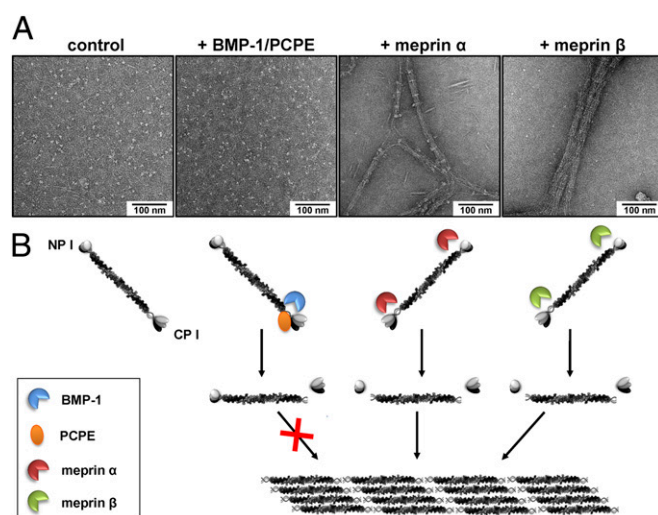 A
control
+ BMP-1/PCPE
+ meprin α
+ meprin β
100 nm
100 nm
100 nm
100 nm
B
NP I
CP I
BMP-1
PCPE
meprin α
meprin β